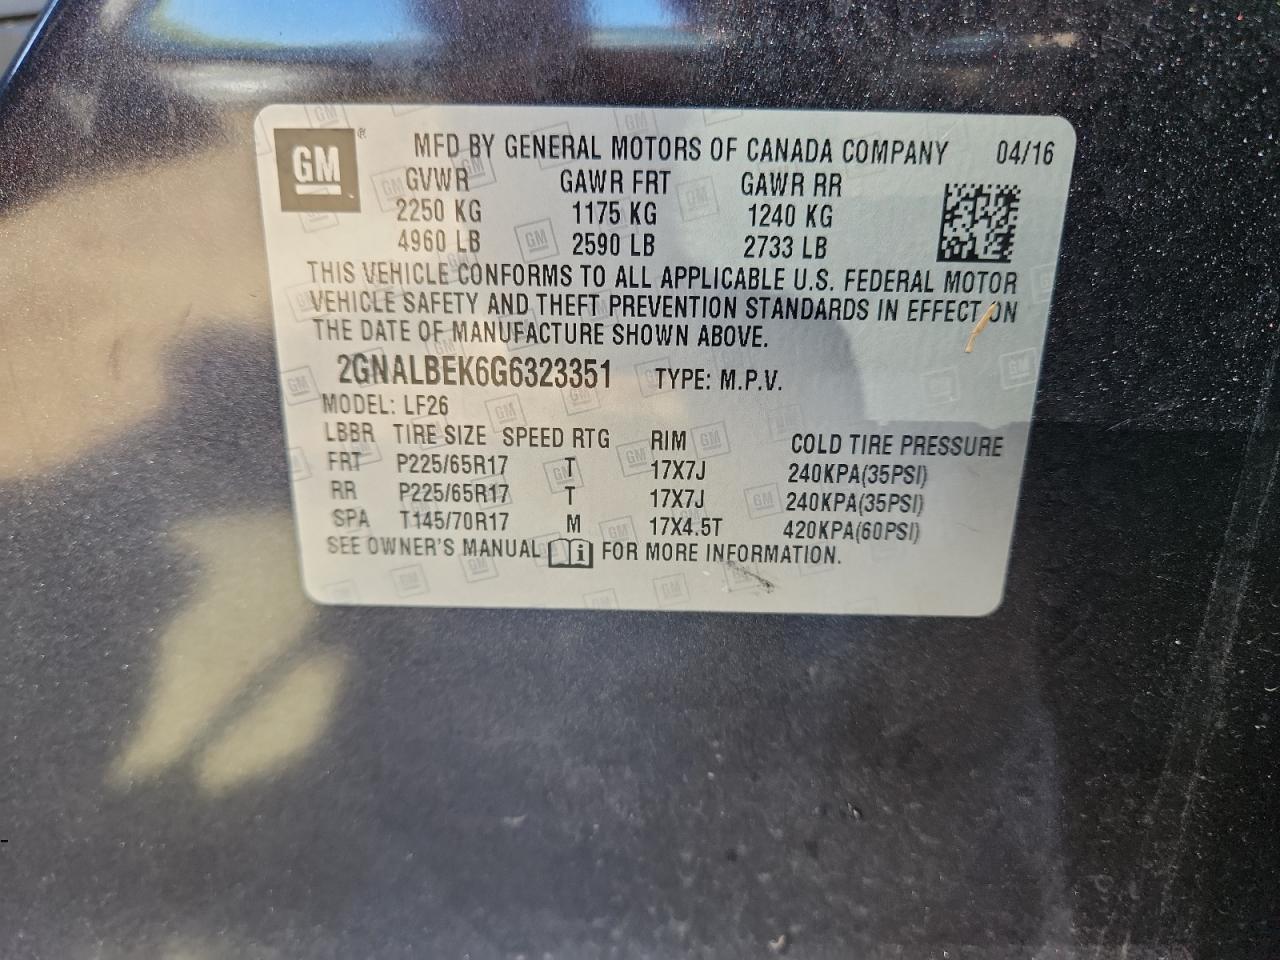 GM ® MFD BY GENERAL MOTORS OF CANADA COMPANY 04/16
GVWR GAWR FRT GAWR RR
2250 KG 1175 KG 1240 KG
4960 LB 2590 LB 2733 LB
THIS VEHICLE CONFORMS TO ALL APPLICABLE U.S. FEDERAL MOTOR
VEHICLE SAFETY AND THEFT PREVENTION STANDARDS IN EFFECT ON
THE DATE OF MANUFACTURE SHOWN ABOVE.
2GNALBEK6G6323351 TYPE: M.P.V.
MODEL: LF26
LBBR TIRE SIZE SPEED RTG RIM COLD TIRE PRESSURE
FRT P225/65R17 T 17X7J 240KPA(35PSI)
RR P225/65R17 T 17X7J 240KPA(35PSI)
SPA T145/70R17 M 17X4.5T 420KPA(60PSI)
SEE OWNER'S MANUAL i FOR MORE INFORMATION.